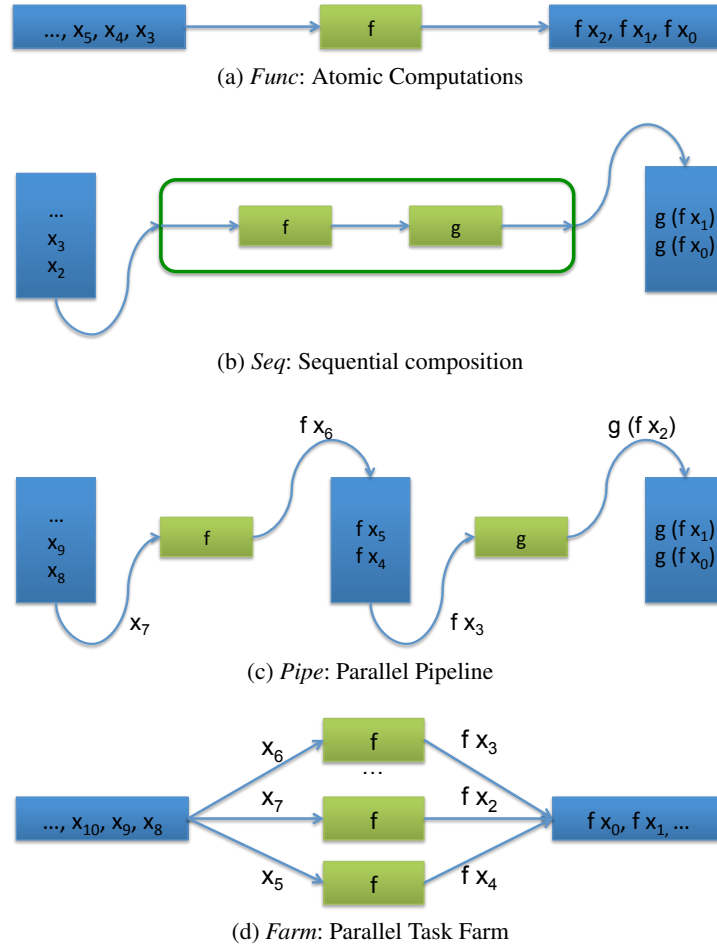 ..., x₅, x₄, x₃ f f x₂, f x₁, f x₀
(a) Func: Atomic Computations
...
x₃
x₂
f
g
g (f x₁)
g (f x₀)
(b) Seq: Sequential composition
f x₆
g (f x₂)
...
x₉
x₈
f
f x₅
f x₄
g
g (f x₁)
g (f x₀)
x₇
f x₃
(c) Pipe: Parallel Pipeline
x₆ f f x₃
...
..., x₁₀, x₉, x₈ x₇ f f x₂ f x₀, f x₁, ...
x₅ f f x₄
(d) Farm: Parallel Task Farm